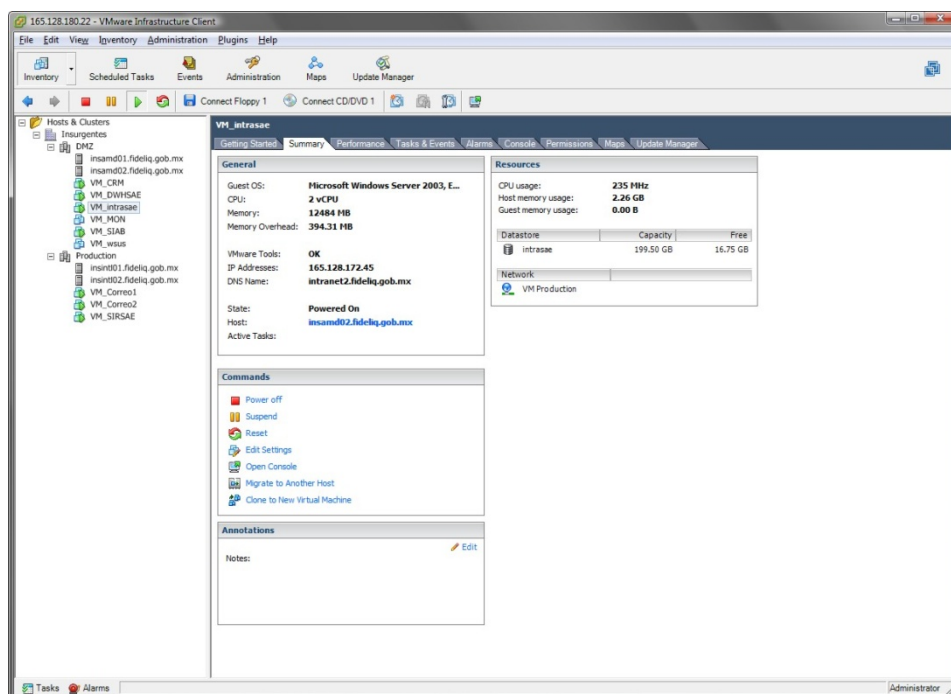 165.128.180.22 - VMware Infrastructure Client
File Edit View Inventory Administration Plugins Help
Inventory Scheduled Tasks Events Administration Maps Update Manager
Connect Floppy 1 Connect CD/DVD 1
Hosts & Clusters
Insurgentes
DMZ
insamd01.fideliq.gob.mx
insamd02.fideliq.gob.mx
VM_CRM
VM_DWHSAE
VM_intrasae
VM_MON
VM_SIAB
VM_wsus
Production
insintl01.fideliq.gob.mx
insintl02.fideliq.gob.mx
VM_Correo1
VM_Correo2
VM_SIRSAE
VM_intrasae
Getting Started Summary Performance Tasks & Events Alarms Console Permissions Maps Update Manager
General
Guest OS: Microsoft Windows Server 2003, E...
CPU: 2 vCPU
Memory: 12484 MB
Memory Overhead: 394.31 MB
VMware Tools: OK
IP Addresses: 165.128.172.45
DNS Name: intranet2.fideliq.gob.mx
State: Powered On
Host: insamd02.fideliq.gob.mx
Active Tasks:
Commands
Power off
Suspend
Reset
Edit Settings
Open Console
Migrate to Another Host
Clone to New Virtual Machine
Annotations
Edit
Notes:
Resources
CPU usage: 235 MHz
Host memory usage: 2.26 GB
Guest memory usage: 0.00 B
Datastore Capacity Free
intrasae 199.50 GB 16.75 GB
Network
VM Production
Tasks Alarms Administrator